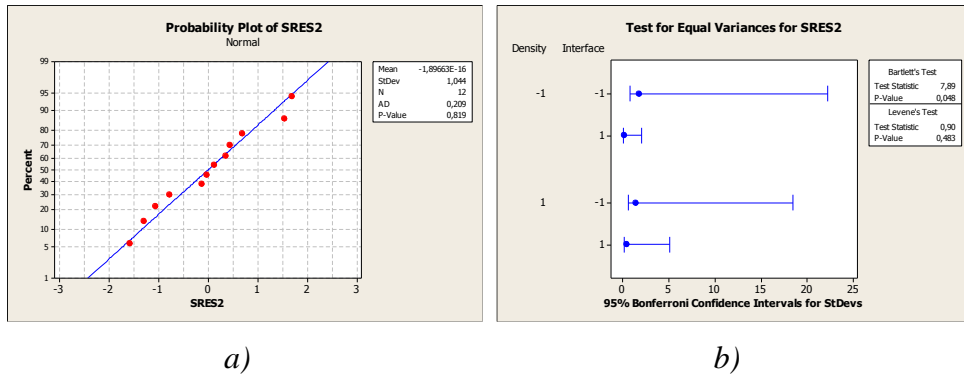 Probability Plot of SRES2
Normal
99
95
90
80
70
60
50
40
30
20
10
5
1
Percent
-3 -2 -1 0 1 2 3
SRES2
Mean -1,89663E-16
StDev 1,044
N 12
AD 0,209
P-Value 0,819
a)
Test for Equal Variances for SRES2
Density Interface
-1 -1
1
1 -1
1
0 5 10 15 20 25
95% Bonferroni Confidence Intervals for StDevs
Bartlett's Test
Test Statistic 7,89
P-Value 0,048
Levene's Test
Test Statistic 0,90
P-Value 0,483
b)